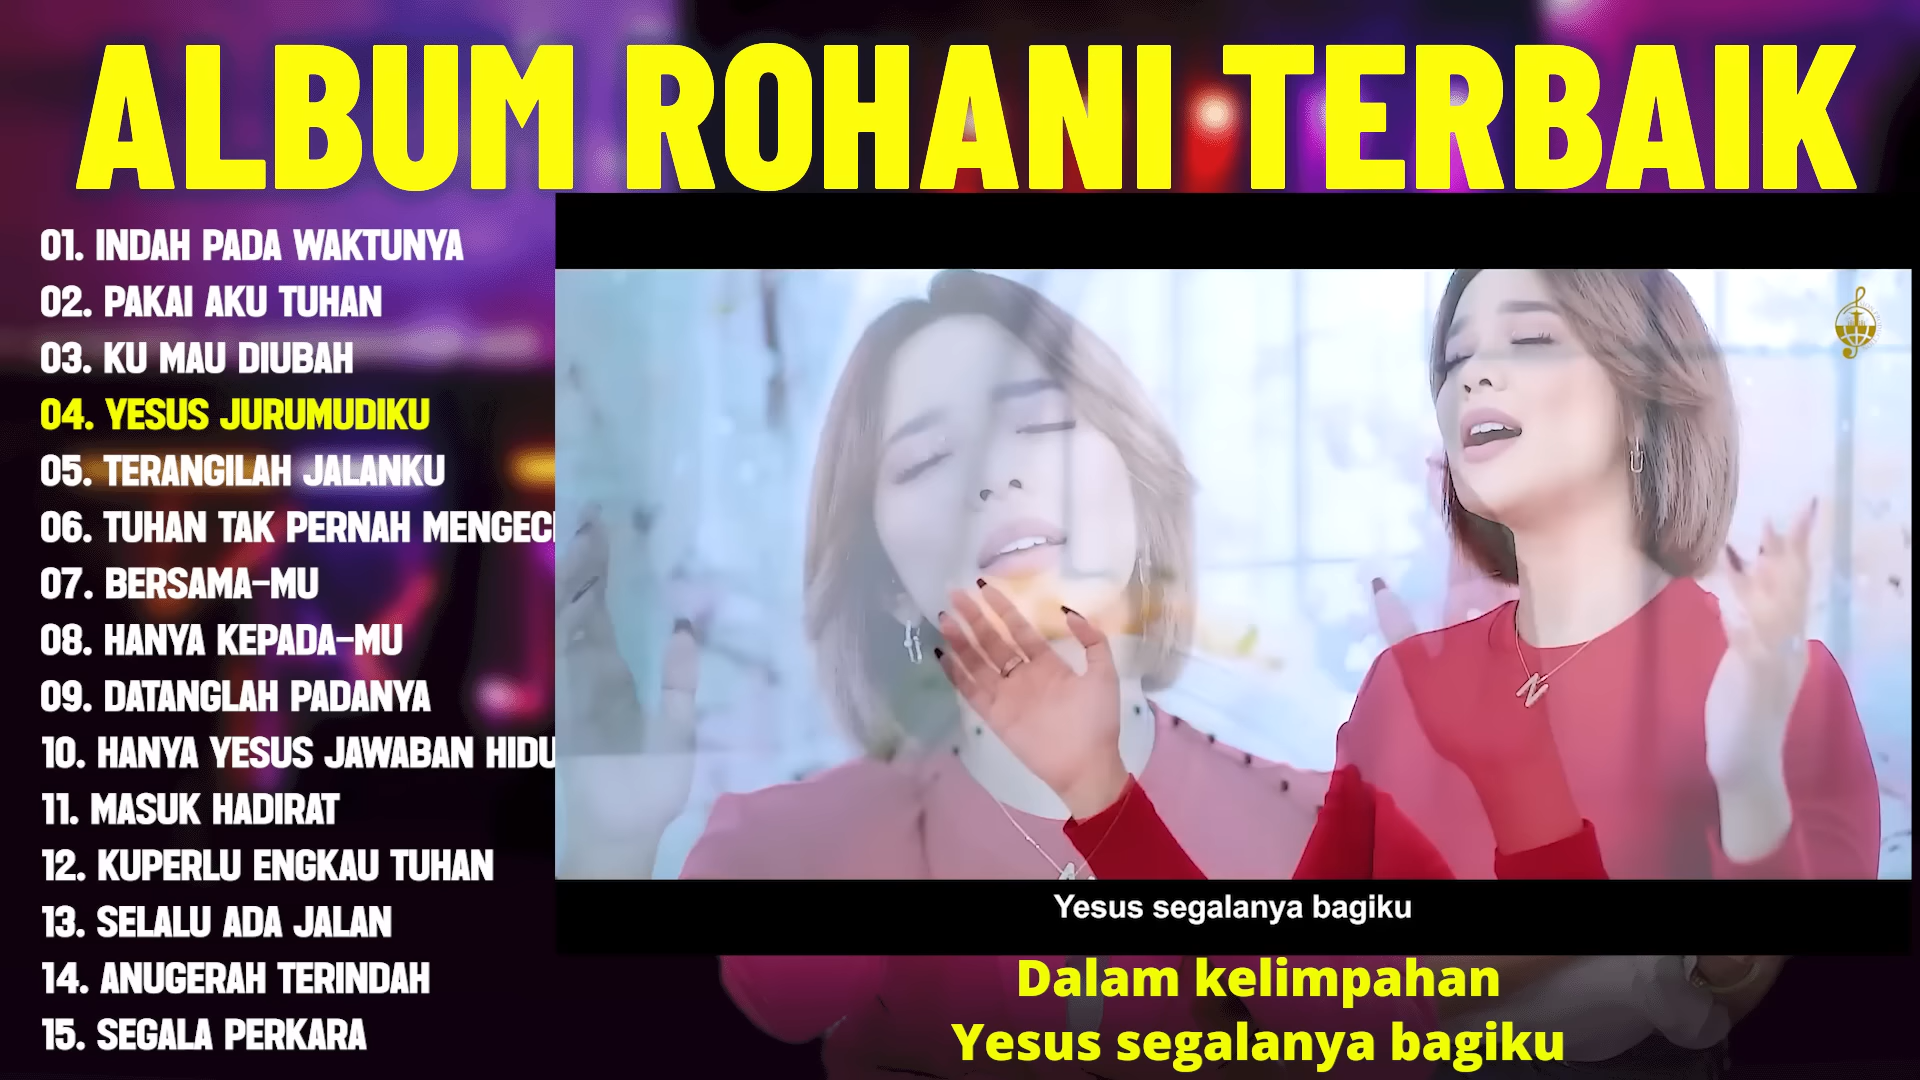 ALBUM ROHANI TERBAIK
01. INDAH PADA WAKTUNYA
02. PAKAI AKU TUHAN
03. KU MAU DIUBAH
04. YESUS JURUMUDIKU
05. TERANGILAH JALANKU
06. TUHAN TAK PERNAH
07. BERSAMA-MU
08. HANYA KEPADA-MU
09. DATANGLAH PADANYA
10. HANYA YESUS JAWABAN
11. MASUK HADIRAT
12. KUPERLU ENGKAU TUHAN
13. SELALU ADA JALAN
14. ANUGERAH TERINDAH
15. SEGALA PERKARA
Yesus segalanya bagiku
Dalam kelimpahan
Yesus segalanya bagiku